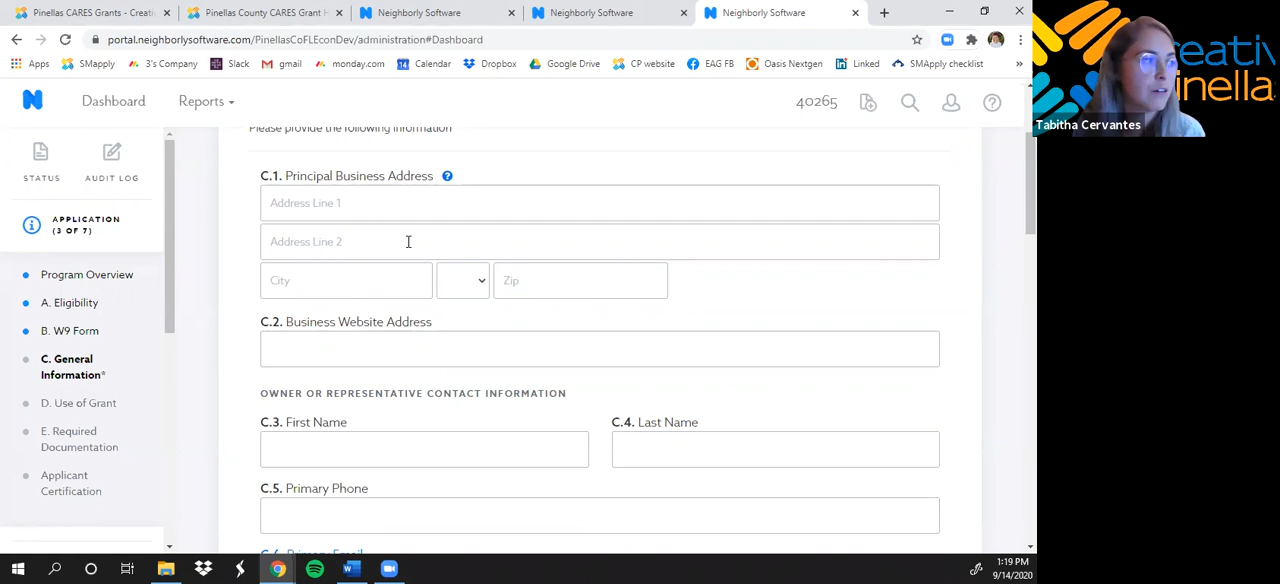 Pinellas CARES Grants - Creati
Pinellas County CARES Grant H
Neighborly Software
Neighborly Software
Neighborly Software
portal.neighborlysoftware.com/PinellasCoFLEconDev/administration#Dashboard
Apps
SMapply
3's Company
Slack
gmail
monday.com
Calendar
Dropbox
Google Drive
CP website
EAG FB
Oasis Nextgen
Linked
SMApply checklist
»
N
Dashboard
Reports
40265
STATUS
AUDIT LOG
APPLICATION
(3 OF 7)
Program Overview
A. Eligibility
B. W9 Form
C. General
Information*
D. Use of Grant
E. Required
Documentation
Applicant
Certification
Please provide the following information
C.1. Principal Business Address
Address Line 1
Address Line 2
City
Zip
C.2. Business Website Address
OWNER OR REPRESENTATIVE CONTACT INFORMATION
C.3. First Name
C.4. Last Name
C.5. Primary Phone
C.6. Primary Email
reativ
inella
Tabitha Cervantes
1:19 PM
9/14/2020